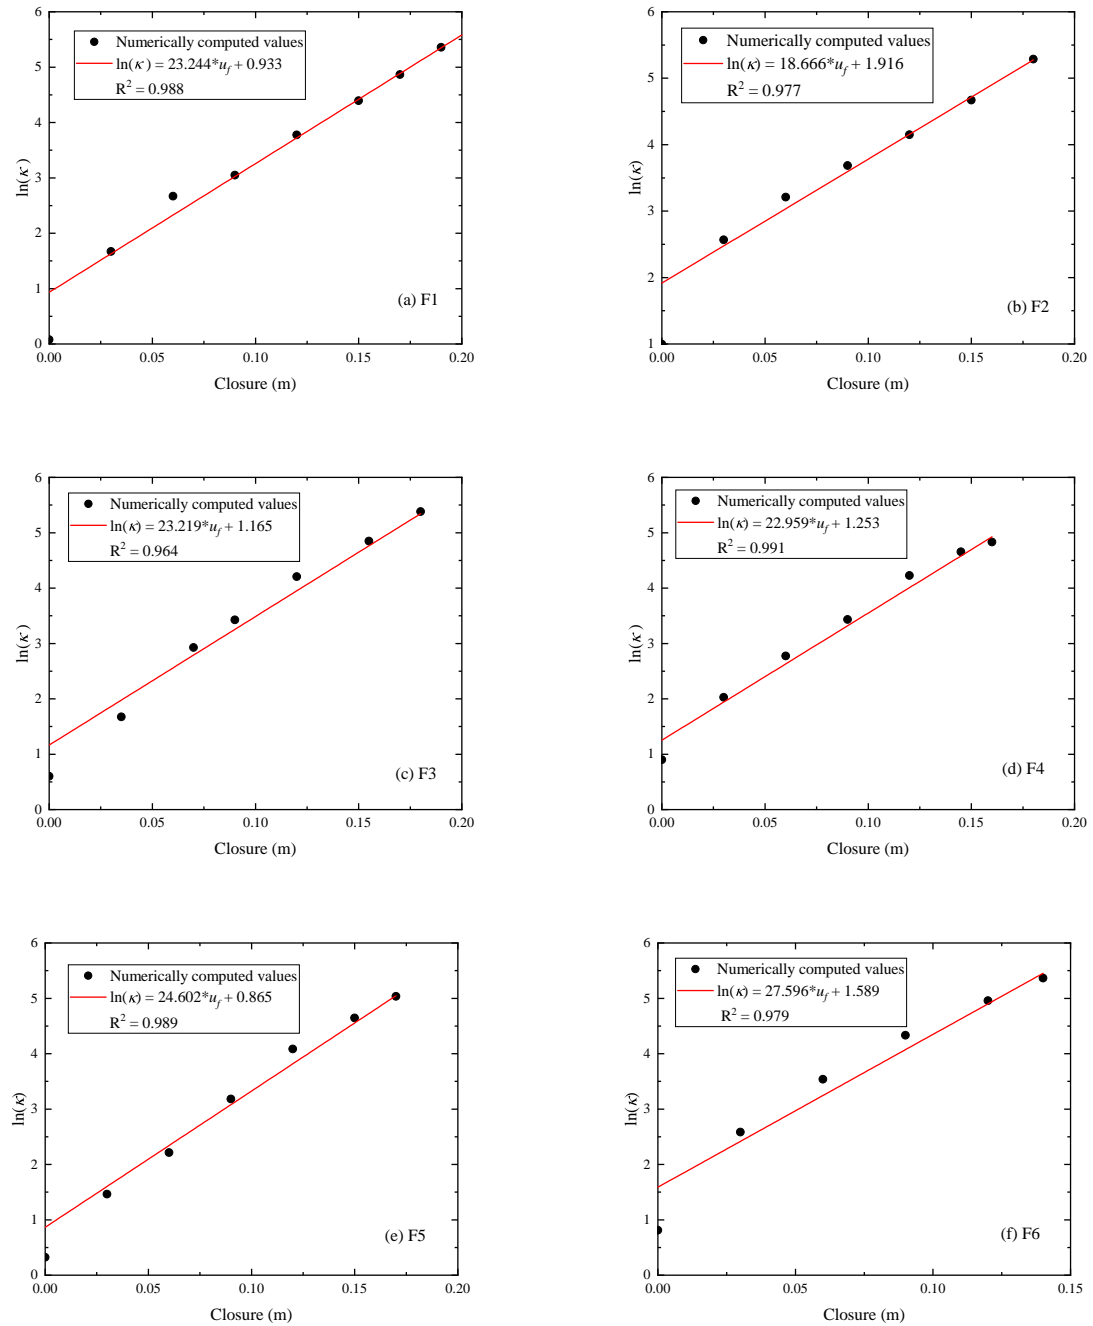 6
5
4
3
2
1
0
ln(κ)
Numerically computed values
ln(κ) = 23.244*u_f + 0.933
R² = 0.988
(a) F1
0.00 0.05 0.10 0.15 0.20
Closure (m)
6
5
4
3
2
1
ln(κ)
Numerically computed values
ln(κ) = 18.666*u_f + 1.916
R² = 0.977
(b) F2
0.00 0.05 0.10 0.15 0.20
Closure (m)
6
5
4
3
2
1
0
ln(κ)
Numerically computed values
ln(κ) = 23.219*u_f + 1.165
R² = 0.964
(c) F3
0.00 0.05 0.10 0.15 0.20
Closure (m)
6
5
4
3
2
1
0
ln(κ)
Numerically computed values
ln(κ) = 22.959*u_f + 1.253
R² = 0.991
(d) F4
0.00 0.05 0.10 0.15 0.20
Closure (m)
6
5
4
3
2
1
0
ln(κ)
Numerically computed values
ln(κ) = 24.602*u_f + 0.865
R² = 0.989
(e) F5
0.00 0.05 0.10 0.15 0.20
Closure (m)
6
5
4
3
2
1
0
ln(κ)
Numerically computed values
ln(κ) = 27.596*u_f + 1.589
R² = 0.979
(f) F6
0.00 0.05 0.10 0.15
Closure (m)